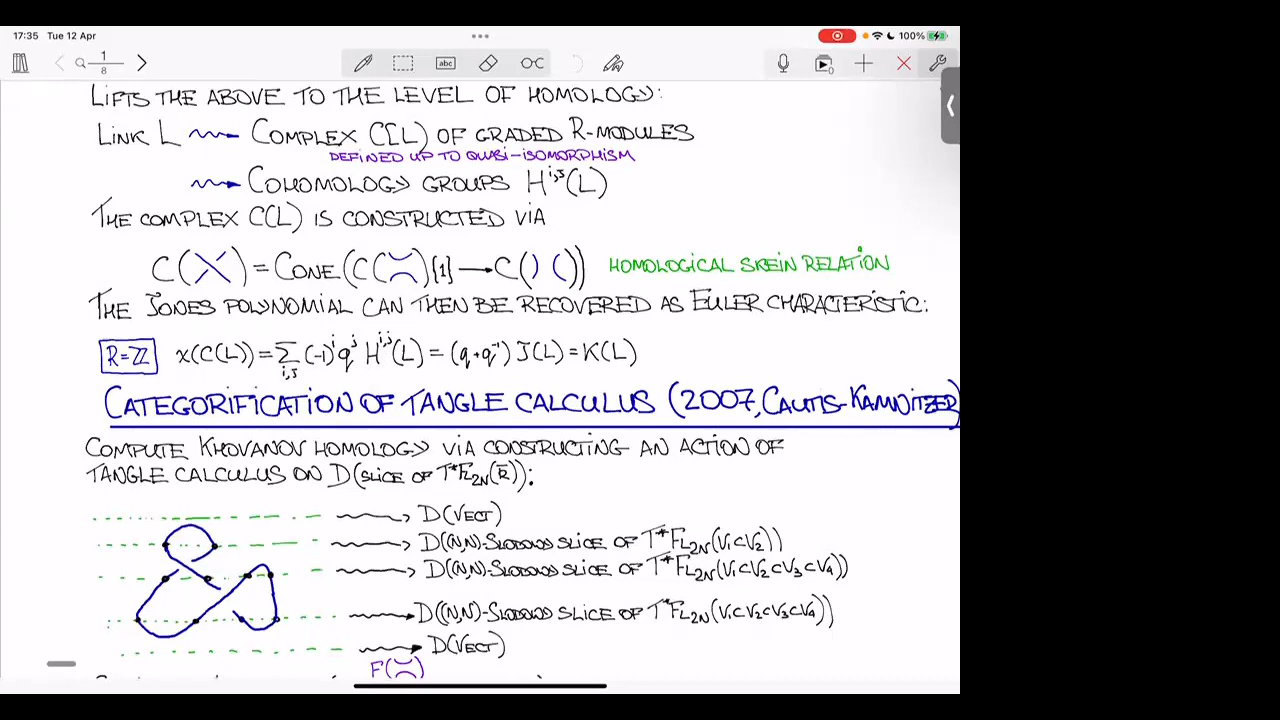 17:35 Tue 12 Apr
100%
1
8
abc
LIFTS THE ABOVE TO THE LEVEL OF HOMOLOGY:
LINK L ⇝ COMPLEX C(L) OF GRADED R-MODULES
DEFINED UP TO QUASI-ISOMORPHISM
⇝ COHOMOLOGY GROUPS H^{i,j}(L)
THE COMPLEX C(L) IS CONSTRUCTED VIA
C(╳) = CONE(C(≍){1} → C()()) HOMOLOGICAL SKEIN RELATION
THE JONES POLYNOMIAL CAN THEN BE RECOVERED AS EULER CHARACTERISTIC:
R=ℤ χ(C(L)) = Σ_{i,j} (-1)^i q^j H^{i,j}(L) = (q+q^{-1}) J(L) = K(L)
CATEGORIFICATION OF TANGLE CALCULUS (2007, CAUTIS-KAMNITZER)
COMPUTE KHOVANOV HOMOLOGY VIA CONSTRUCTING AN ACTION OF
TANGLE CALCULUS ON D(SLICE OF T*FL_{2N}(k̄)):
⇝ D(VECT)
⇝ D((N,N)-SLODOWY SLICE OF T*FL_{2N}(V₁⊂V₂))
⇝ D((N,N)-SLODOWY SLICE OF T*FL_{2N}(V₁⊂V₂⊂V₃⊂V₄))
⇝ D((N,N)-SLODOWY SLICE OF T*FL_{2N}(V₁⊂V₂⊂V₃⊂V₄))
⇝ D(VECT)
F(≍)